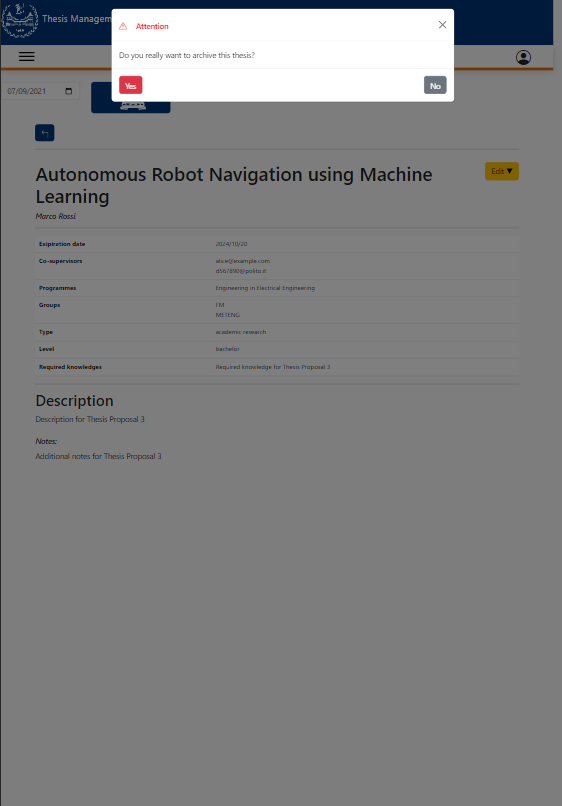 Thesis Managem
Attention
Do you really want to archive this thesis?
Yes
No
07/09/2021
Autonomous Robot Navigation using Machine
Learning
Edit ▼
Marco Rossi
Expiration date 2024/10/20
Co-supervisors alice@example.com
d567890@polito.it
Programmes Engineering in Electrical Engineering
Groups FM
METENG
Type academic research
Level bachelor
Required knowledges Required knowledge for Thesis Proposal 3
Description
Description for Thesis Proposal 3
Notes:
Additional notes for Thesis Proposal 3